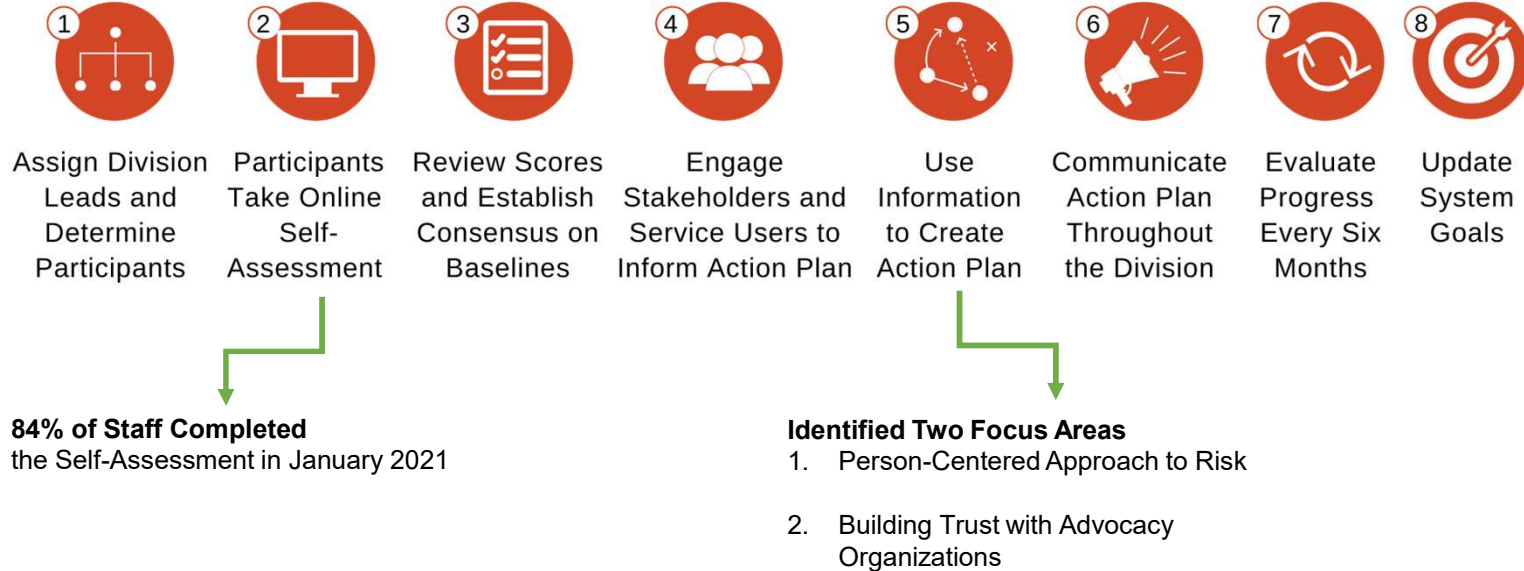 1
Assign Division
Leads and
Determine
Participants
2
Participants
Take Online
Self-
Assessment
3
Review Scores
and Establish
Consensus on
Baselines
4
Engage
Stakeholders and
Service Users to
Inform Action Plan
5
Use
Information
to Create
Action Plan
6
Communicate
Action Plan
Throughout
the Division
7
Evaluate
Progress
Every Six
Months
8
Update
System
Goals
84% of Staff Completed
the Self-Assessment in January 2021
Identified Two Focus Areas
1. Person-Centered Approach to Risk
2. Building Trust with Advocacy
Organizations